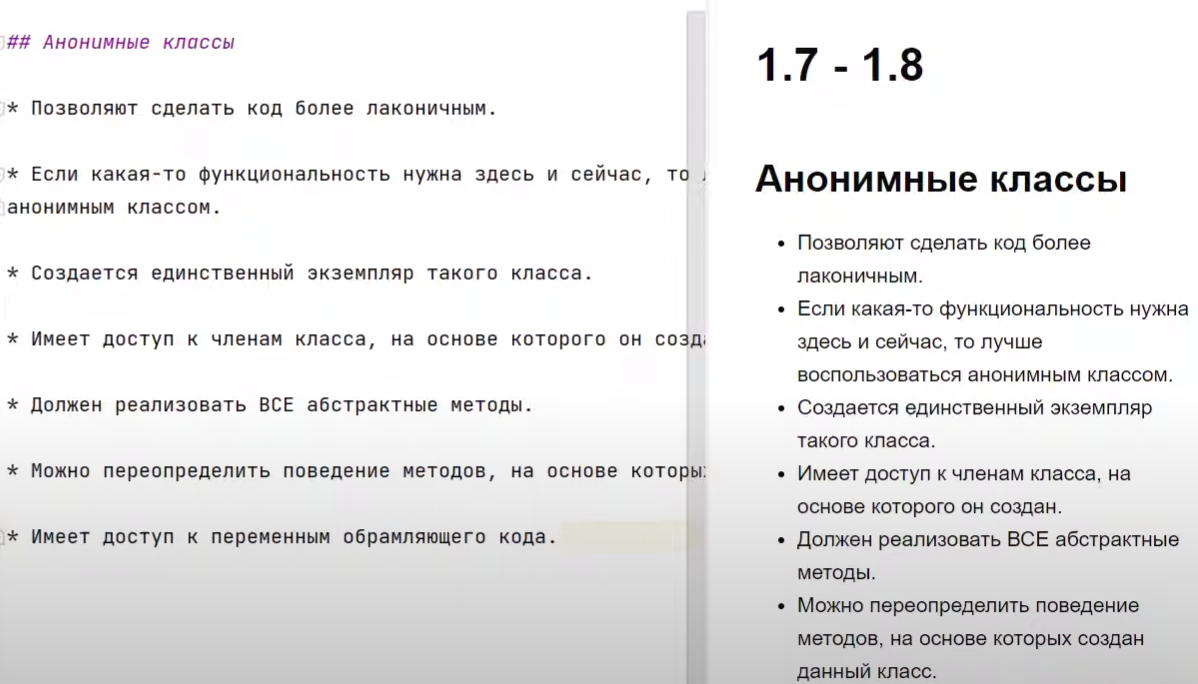 ## Анонимные классы
* Позволяют сделать код более лаконичным.
* Если какая-то функциональность нужна здесь и сейчас, то
анонимным классом.
* Создается единственный экземпляр такого класса.
* Имеет доступ к членам класса, на основе которого он созд
* Должен реализовать ВСЕ абстрактные методы.
* Можно переопределить поведение методов, на основе которы
* Имеет доступ к переменным обрамляющего кода.
1.7 - 1.8
Анонимные классы
• Позволяют сделать код более
лаконичным.
• Если какая-то функциональность нужна
здесь и сейчас, то лучше
воспользоваться анонимным классом.
• Создается единственный экземпляр
такого класса.
• Имеет доступ к членам класса, на
основе которого он создан.
• Должен реализовать ВСЕ абстрактные
методы.
• Можно переопределить поведение
методов, на основе которых создан
данный класс.